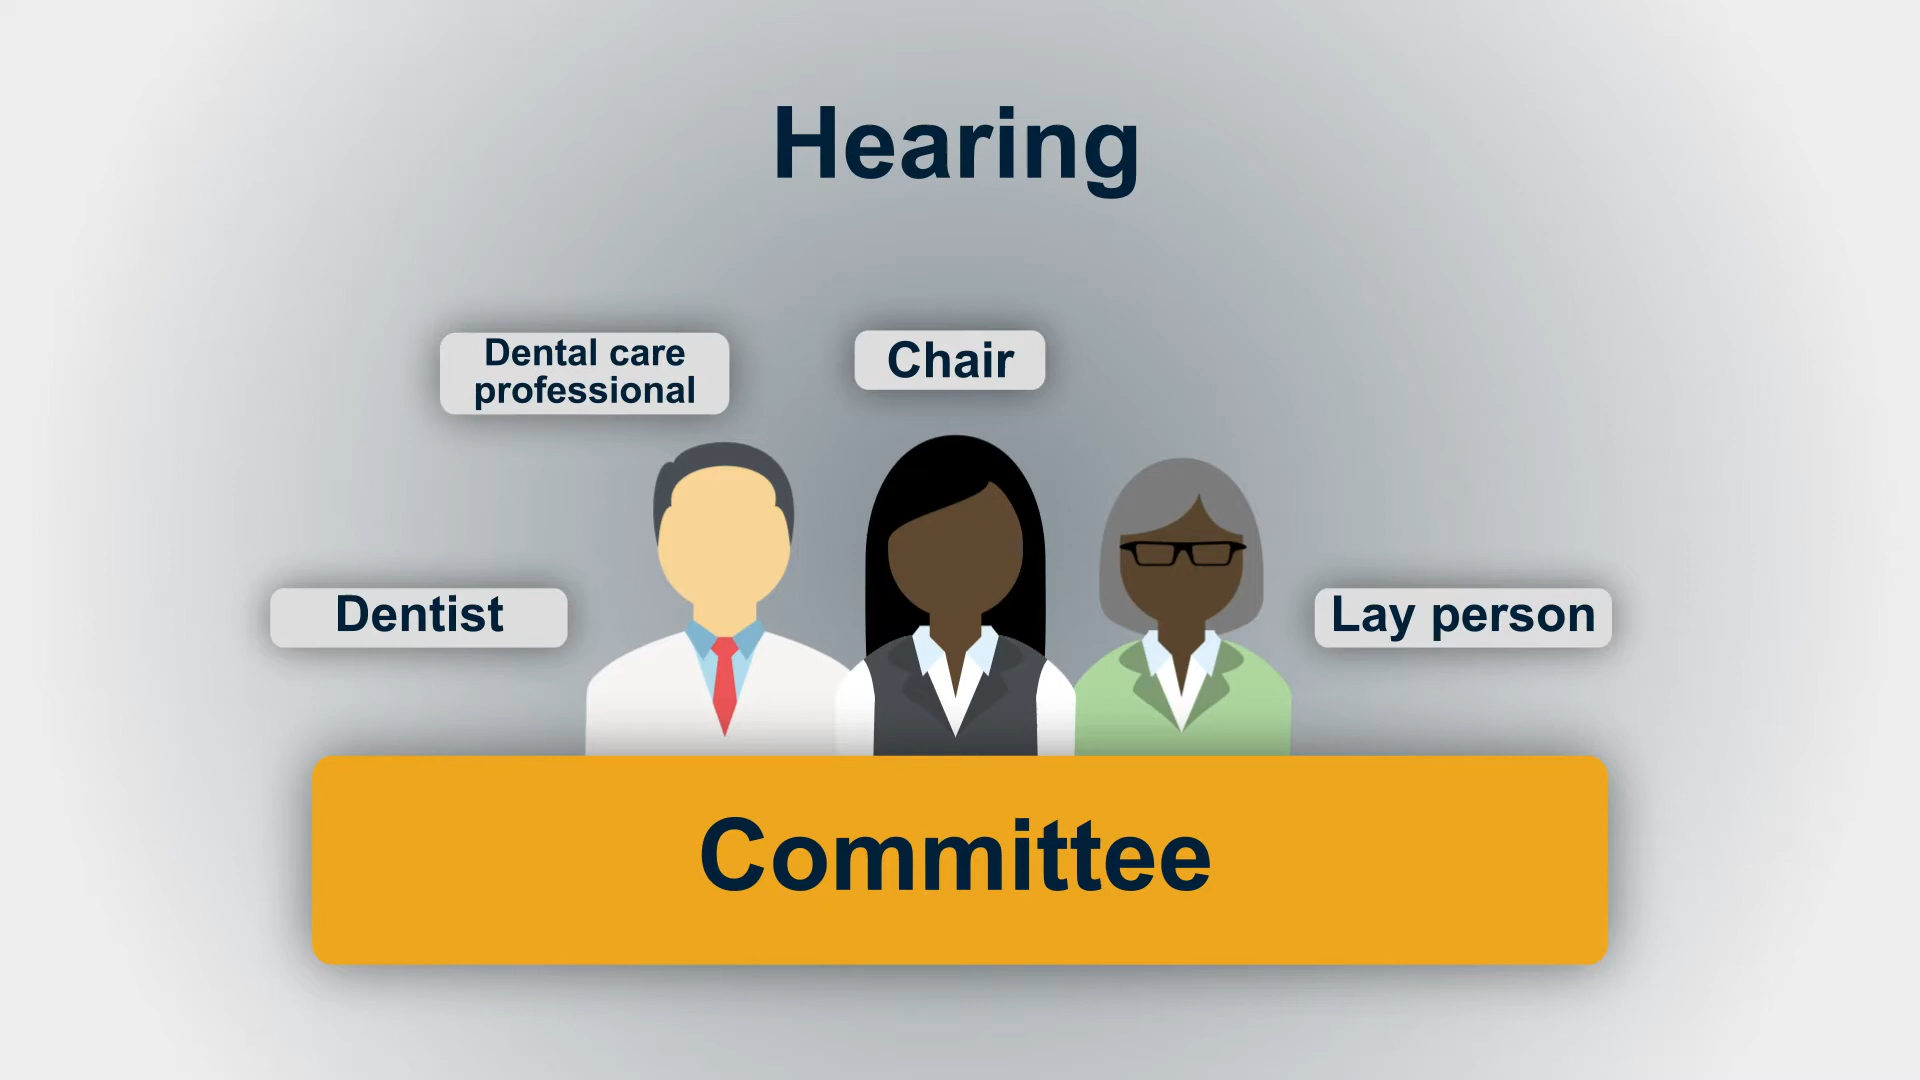 Hearing
Dental care
professional
Chair
Dentist
Lay person
Committee